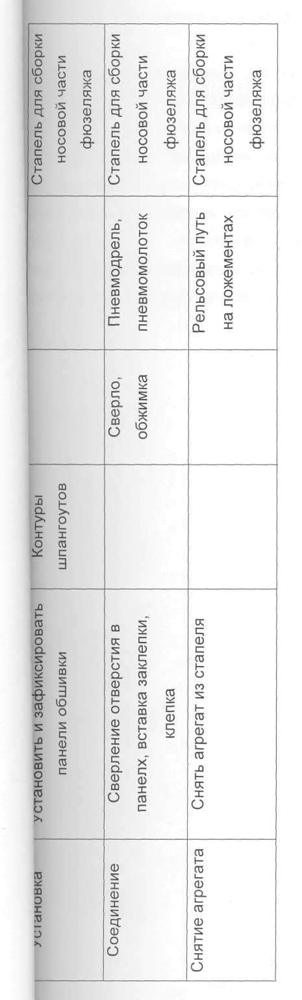 Установка
Установить и зафиксировать
панели обшивки
Контуры
шпангоутов
Стапель для сборки
носовой части
фюзеляжа
Соединение
Сверление отверстия в
панелх, вставка заклепки,
клепка
Сверло,
обжимка
Пневмодрель,
пневмомолоток
Стапель для сборки
носовой части
фюзеляжа
Снятие агрегата
Снять агрегат из стапеля
Рельсовый путь
на ложементах
Стапель для сборки
носовой части
фюзеляжа